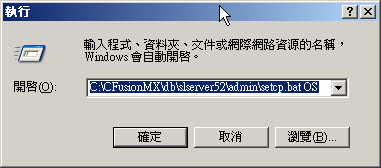 執行
輸入程式、資料夾、文件或網際網路資源的名稱，
Windows 會自動開啓。
開啓(O):
C:\CFusionMX\db\slserver52\admin\setcp.bat OS
確定
取消
瀏覽(B)...